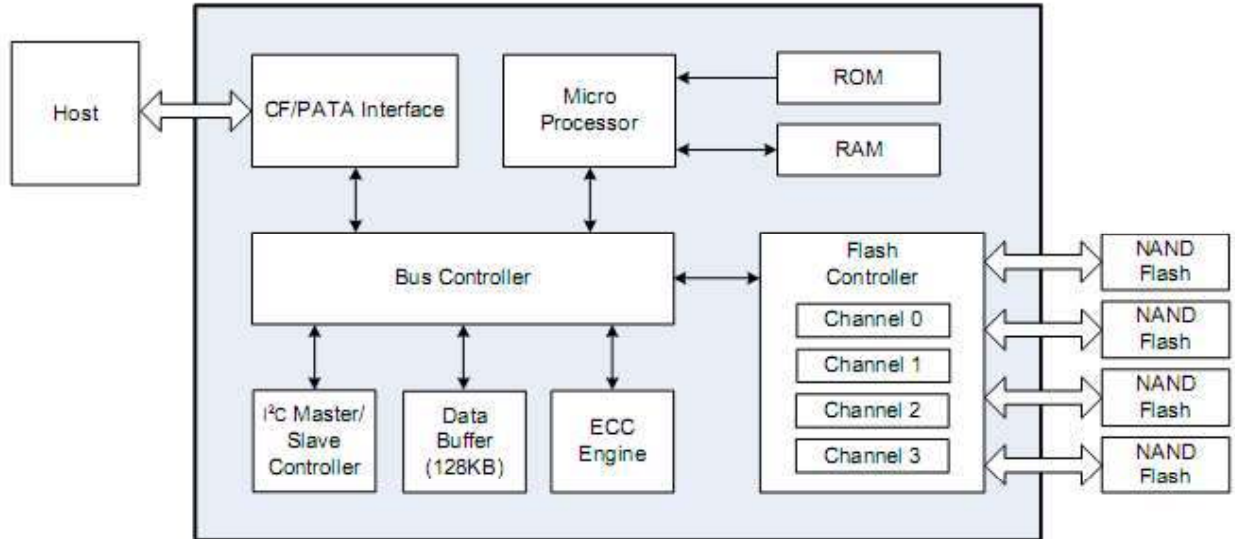 Host
CF/PATA Interface
Micro
Processor
ROM
RAM
Bus Controller
Flash
Controller
Channel 0
Channel 1
Channel 2
Channel 3
NAND
Flash
NAND
Flash
NAND
Flash
NAND
Flash
I²C Master/
Slave
Controller
Data
Buffer
(128KB)
ECC
Engine